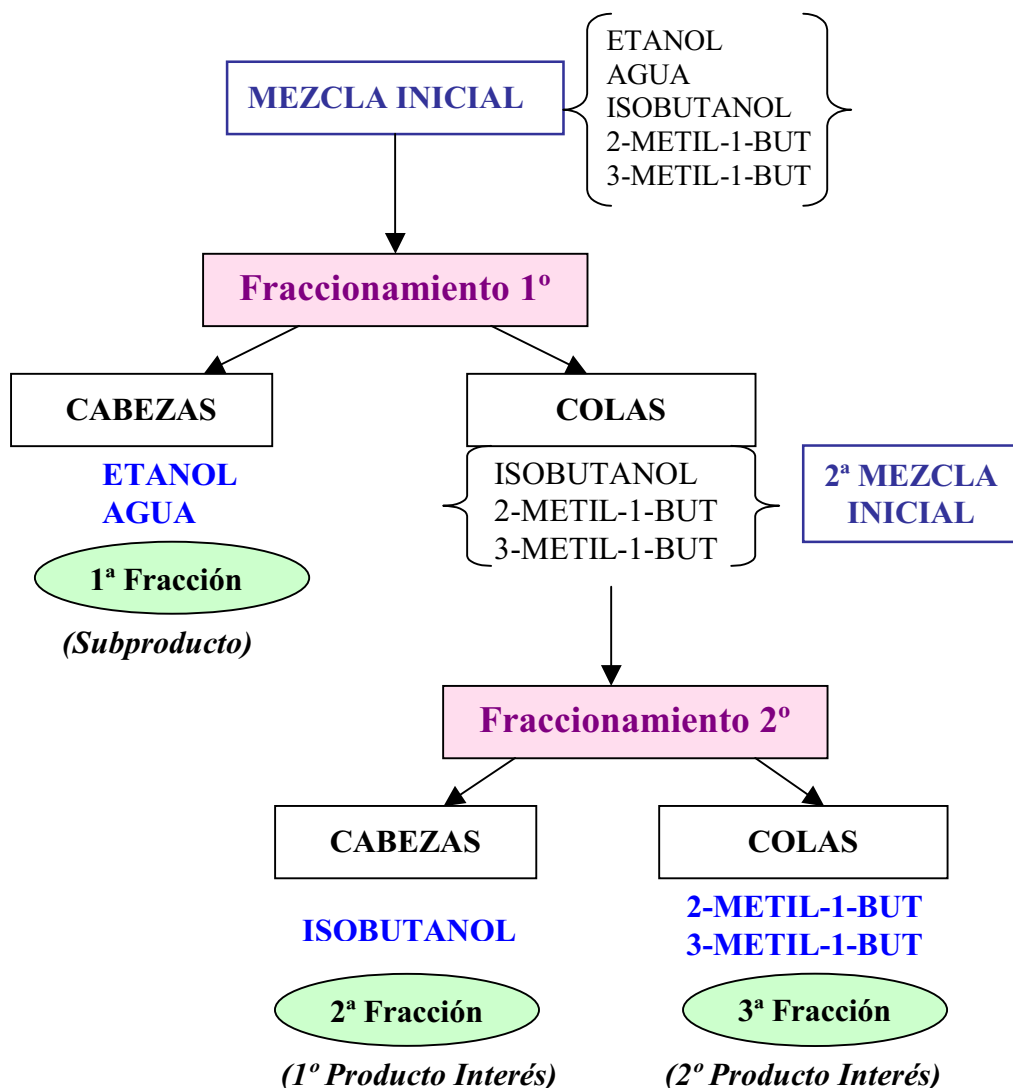 MEZCLA INICIAL
ETANOL
AGUA
ISOBUTANOL
2-METIL-1-BUT
3-METIL-1-BUT
Fraccionamiento 1º
CABEZAS
ETANOL
AGUA
1ª Fracción
(Subproducto)
COLAS
ISOBUTANOL
2-METIL-1-BUT
3-METIL-1-BUT
2ª MEZCLA
INICIAL
Fraccionamiento 2º
CABEZAS
ISOBUTANOL
2ª Fracción
(1º Producto Interés)
COLAS
2-METIL-1-BUT
3-METIL-1-BUT
3ª Fracción
(2º Producto Interés)